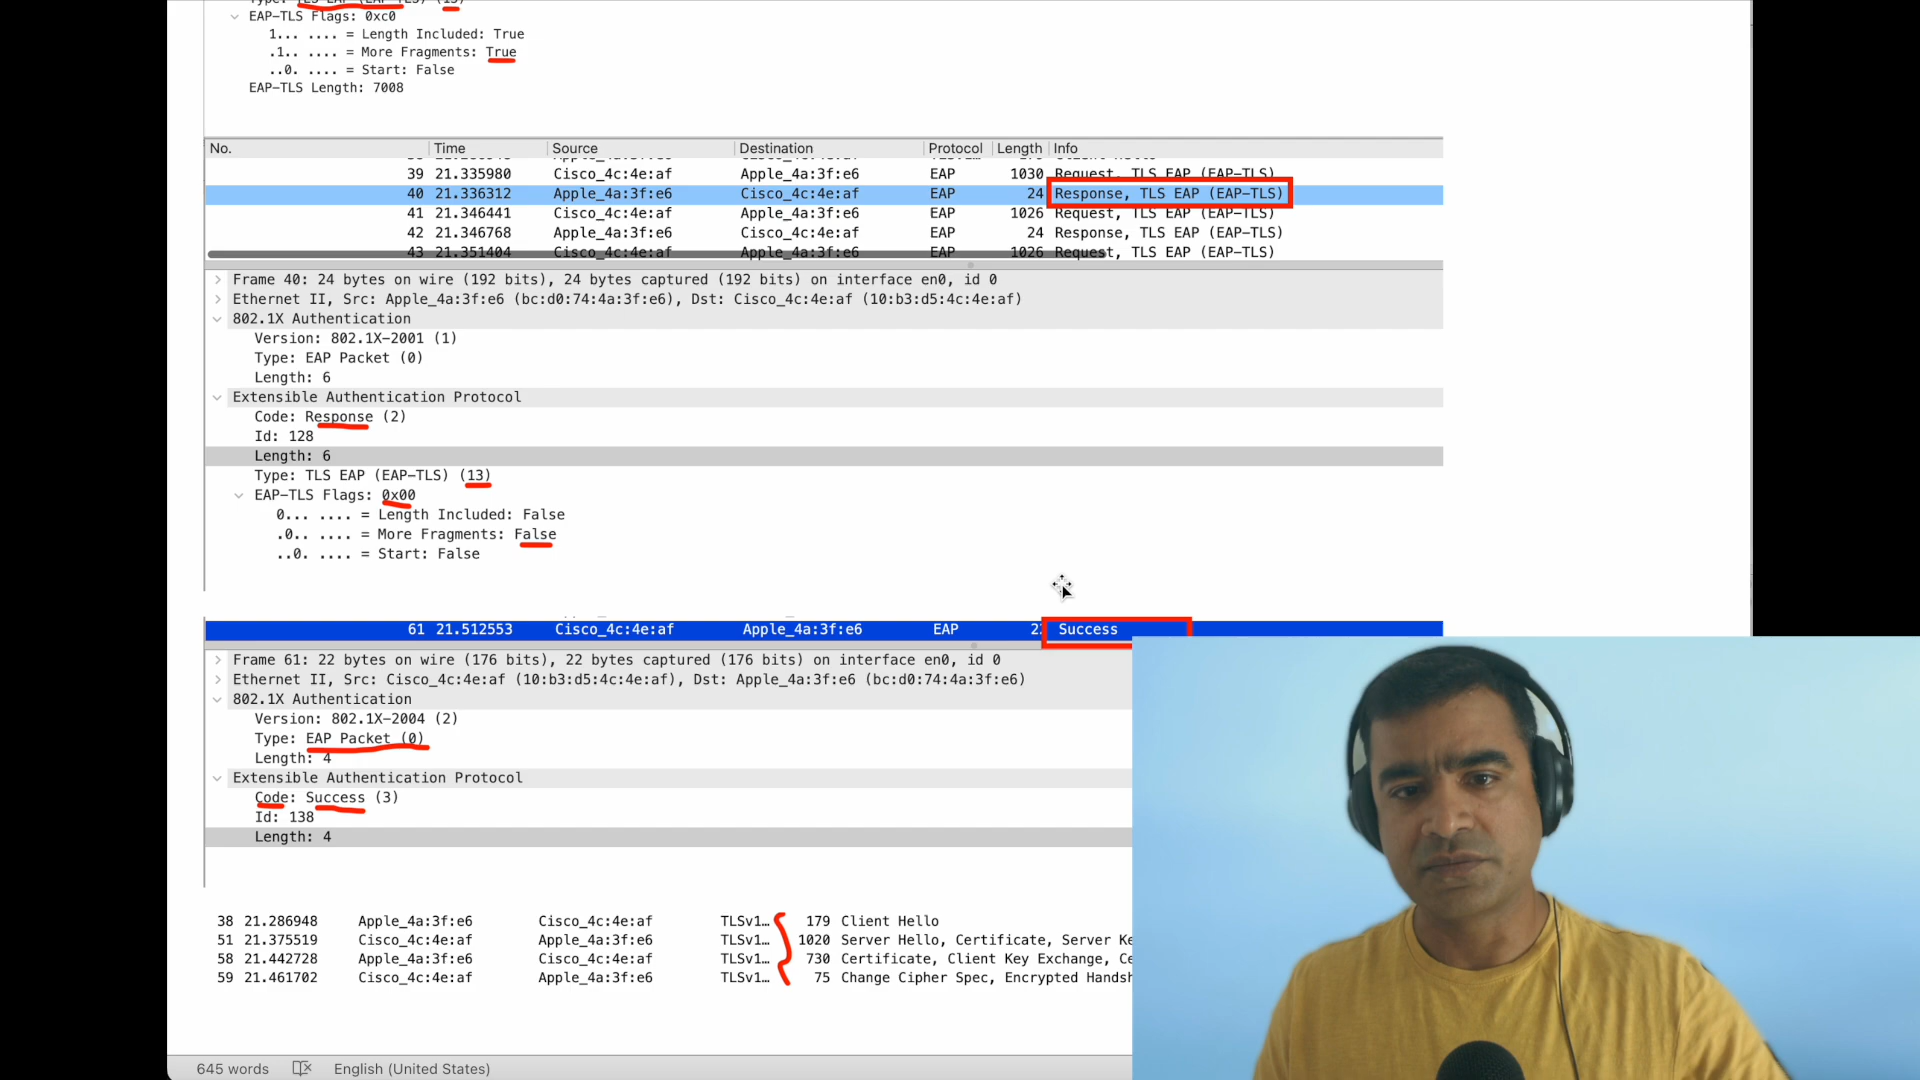 Type: TLS EAP (EAP-TLS) (13)
EAP-TLS Flags: 0xc0
1... .... = Length Included: True
.1.. .... = More Fragments: True
..0. .... = Start: False
EAP-TLS Length: 7008
No. Time Source Destination Protocol Length Info
39 21.335980 Cisco_4c:4e:af Apple_4a:3f:e6 EAP 1030 Request, TLS EAP (EAP-TLS)
40 21.336312 Apple_4a:3f:e6 Cisco_4c:4e:af EAP 24 Response, TLS EAP (EAP-TLS)
41 21.346441 Cisco_4c:4e:af Apple_4a:3f:e6 EAP 1026 Request, TLS EAP (EAP-TLS)
42 21.346768 Apple_4a:3f:e6 Cisco_4c:4e:af EAP 24 Response, TLS EAP (EAP-TLS)
43 21.351404 Cisco_4c:4e:af Apple_4a:3f:e6 EAP 1026 Request, TLS EAP (EAP-TLS)
Frame 40: 24 bytes on wire (192 bits), 24 bytes captured (192 bits) on interface en0, id 0
Ethernet II, Src: Apple_4a:3f:e6 (bc:d0:74:4a:3f:e6), Dst: Cisco_4c:4e:af (10:b3:d5:4c:4e:af)
802.1X Authentication
Version: 802.1X-2001 (1)
Type: EAP Packet (0)
Length: 6
Extensible Authentication Protocol
Code: Response (2)
Id: 128
Length: 6
Type: TLS EAP (EAP-TLS) (13)
EAP-TLS Flags: 0x00
0... .... = Length Included: False
.0.. .... = More Fragments: False
..0. .... = Start: False
61 21.512553 Cisco_4c:4e:af Apple_4a:3f:e6 EAP Success
Frame 61: 22 bytes on wire (176 bits), 22 bytes captured (176 bits) on interface en0, id 0
Ethernet II, Src: Cisco_4c:4e:af (10:b3:d5:4c:4e:af), Dst: Apple_4a:3f:e6 (bc:d0:74:4a:3f:e6)
802.1X Authentication
Version: 802.1X-2004 (2)
Type: EAP Packet (0)
Length: 4
Extensible Authentication Protocol
Code: Success (3)
Id: 138
Length: 4
38 21.286948 Apple_4a:3f:e6 Cisco_4c:4e:af TLSv1… 179 Client Hello
51 21.375519 Cisco_4c:4e:af Apple_4a:3f:e6 TLSv1… 1020 Server Hello, Certificate, Server Ke
58 21.442728 Apple_4a:3f:e6 Cisco_4c:4e:af TLSv1… 730 Certificate, Client Key Exchange, Ce
59 21.461702 Cisco_4c:4e:af Apple_4a:3f:e6 TLSv1… 75 Change Cipher Spec, Encrypted Handsh
645 words English (United States)